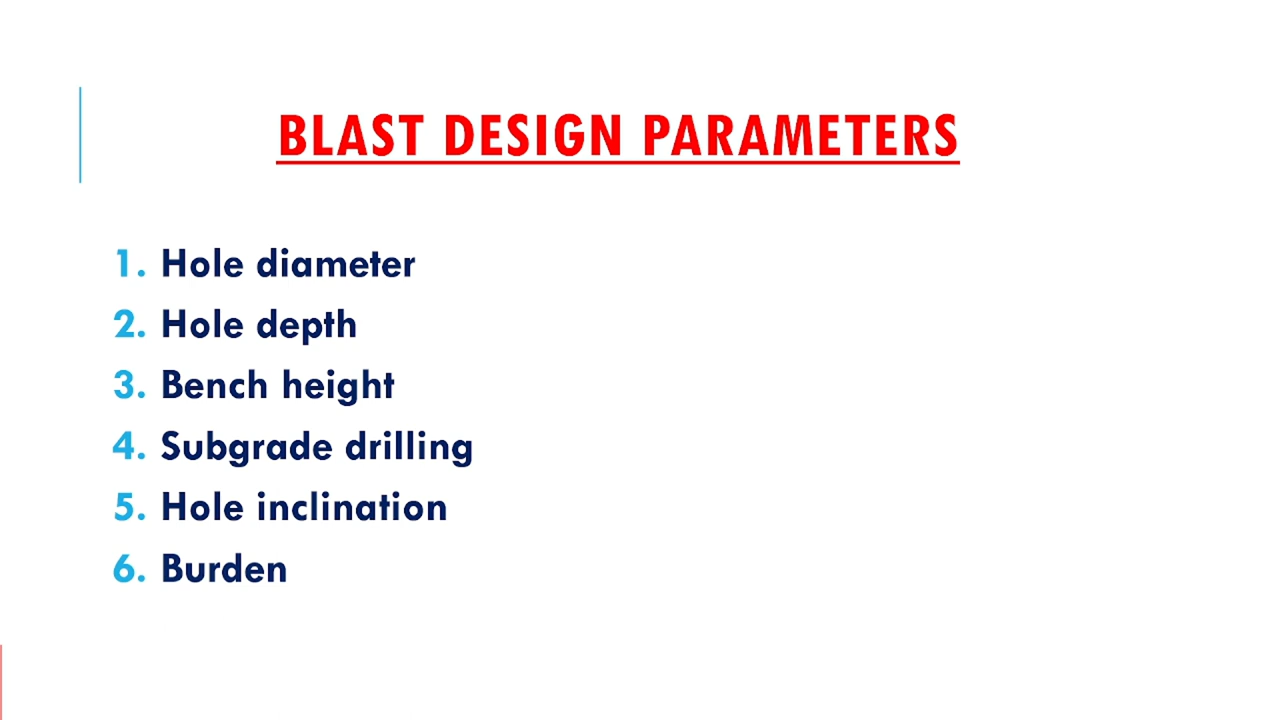 BLAST DESIGN PARAMETERS
1. Hole diameter
2. Hole depth
3. Bench height
4. Subgrade drilling
5. Hole inclination
6. Burden